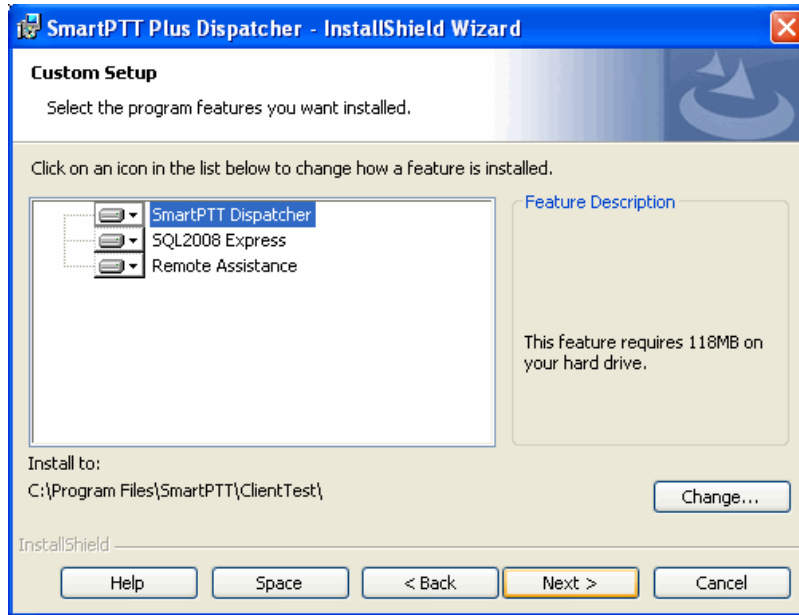 SmartPTT Plus Dispatcher - InstallShield Wizard
Custom Setup
Select the program features you want installed.
Click on an icon in the list below to change how a feature is installed.
SmartPTT Dispatcher
SQL2008 Express
Remote Assistance
Feature Description
This feature requires 118MB on
your hard drive.
Install to:
C:\Program Files\SmartPTT\ClientTest\
Change...
InstallShield
Help
Space
< Back
Next >
Cancel